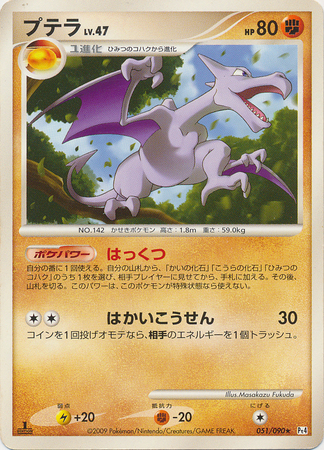 プテラ LV.47 HP 80
1進化 ひみつのコハクから進化
NO.142 かせきポケモン 高さ:1.8m 重さ:59.0kg
ポケパワー はっくつ
自分の番に1回使える。自分の山札から、「かいの化石」「こうらの化石」「ひみつの
コハク」のうち1枚を選び、相手プレイヤーに見せてから、手札に加える。その後、
山札を切る。このパワーは、このポケモンが特殊状態なら使えない。
はかいこうせん 30
コインを1回投げオモテなら、相手のエネルギーを1個トラッシュ。
弱点 +20 抵抗力 -20 にげる
Illus.Masakazu Fukuda
1 EDITION ©2009 Pokémon/Nintendo/Creatures/GAME FREAK. 051/090★ Pt4